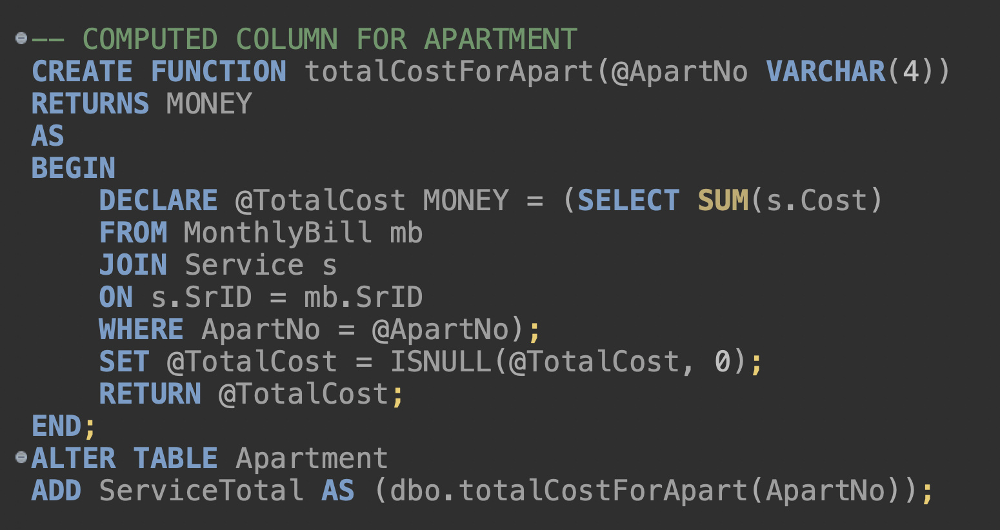 -- COMPUTED COLUMN FOR APARTMENT
CREATE FUNCTION totalCostForApart(@ApartNo VARCHAR(4))
RETURNS MONEY
AS
BEGIN
    DECLARE @TotalCost MONEY = (SELECT SUM(s.Cost)
    FROM MonthlyBill mb
    JOIN Service s
    ON s.SrID = mb.SrID
    WHERE ApartNo = @ApartNo);
    SET @TotalCost = ISNULL(@TotalCost, 0);
    RETURN @TotalCost;
END;
ALTER TABLE Apartment
ADD ServiceTotal AS (dbo.totalCostForApart(ApartNo));